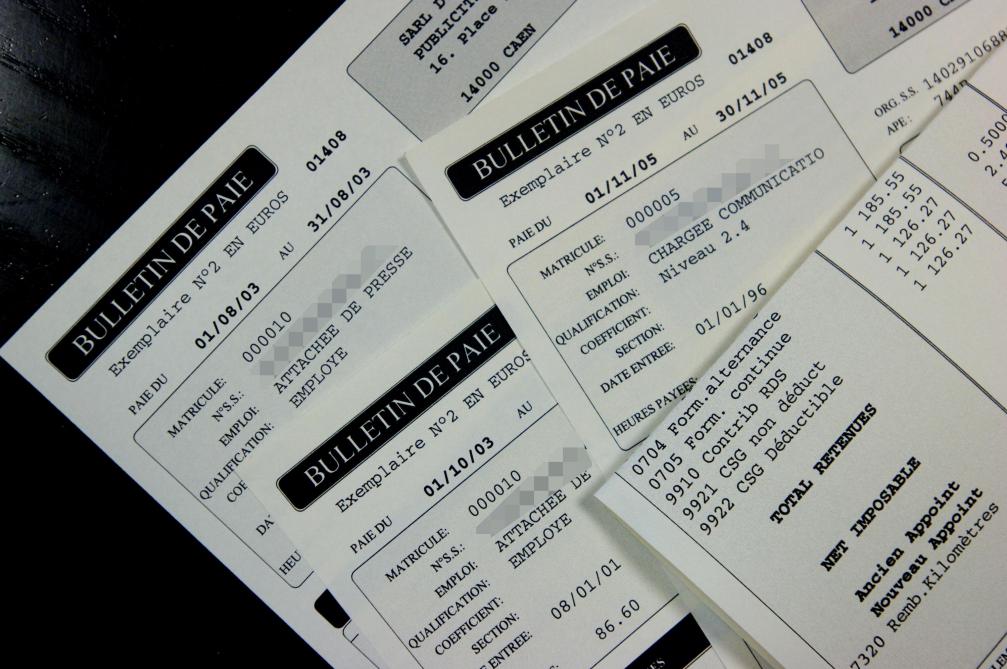 SARL D
PUBLICIT
16. Place
14000 CAEN
BULLETIN DE PAIE
01408
Exemplaire N°2 EN EUROS
PAIE DU 01/08/03 AU 31/08/03
MATRICULE: 000010
N°S.S.:
EMPLOI: ATTACHEE DE PRESSE
QUALIFICATION: EMPLOYE
BULLETIN DE PAIE
Exemplaire N°2 EN EUROS
PAIE DU 01/10/03 AU
MATRICULE: 000010
N°S.S.:
EMPLOI: ATTACHEE DE
QUALIFICATION: EMPLOYE
COEFFICIENT:
SECTION:
ENTREE: 08/01/01
86.60
14000 CAEN
BULLETIN DE PAIE
01408
Exemplaire N°2 EN EUROS
PAIE DU 01/11/05 AU 30/11/05
ORG. S.S. 1402910688
APE: 744
MATRICULE: 000005
N°S.S.:
EMPLOI: CHARGEE COMMUNICATIO
QUALIFICATION: Niveau 2.4
COEFFICIENT:
SECTION:
DATE ENTREE: 01/01/96
HEURES PAYEES:
0.5000
1 185.55
1 185.55
1 126.27
1 126.27
1 126.27
0704 Form.alternance
0705 Form. continue
9910 Contrib RDS
9921 CSG non déduct
9922 CSG Déductible
TOTAL RETENUES
NET IMPOSABLE
Ancien Appoint
Nouveau Appoint
7320 Remb.Kilomètres